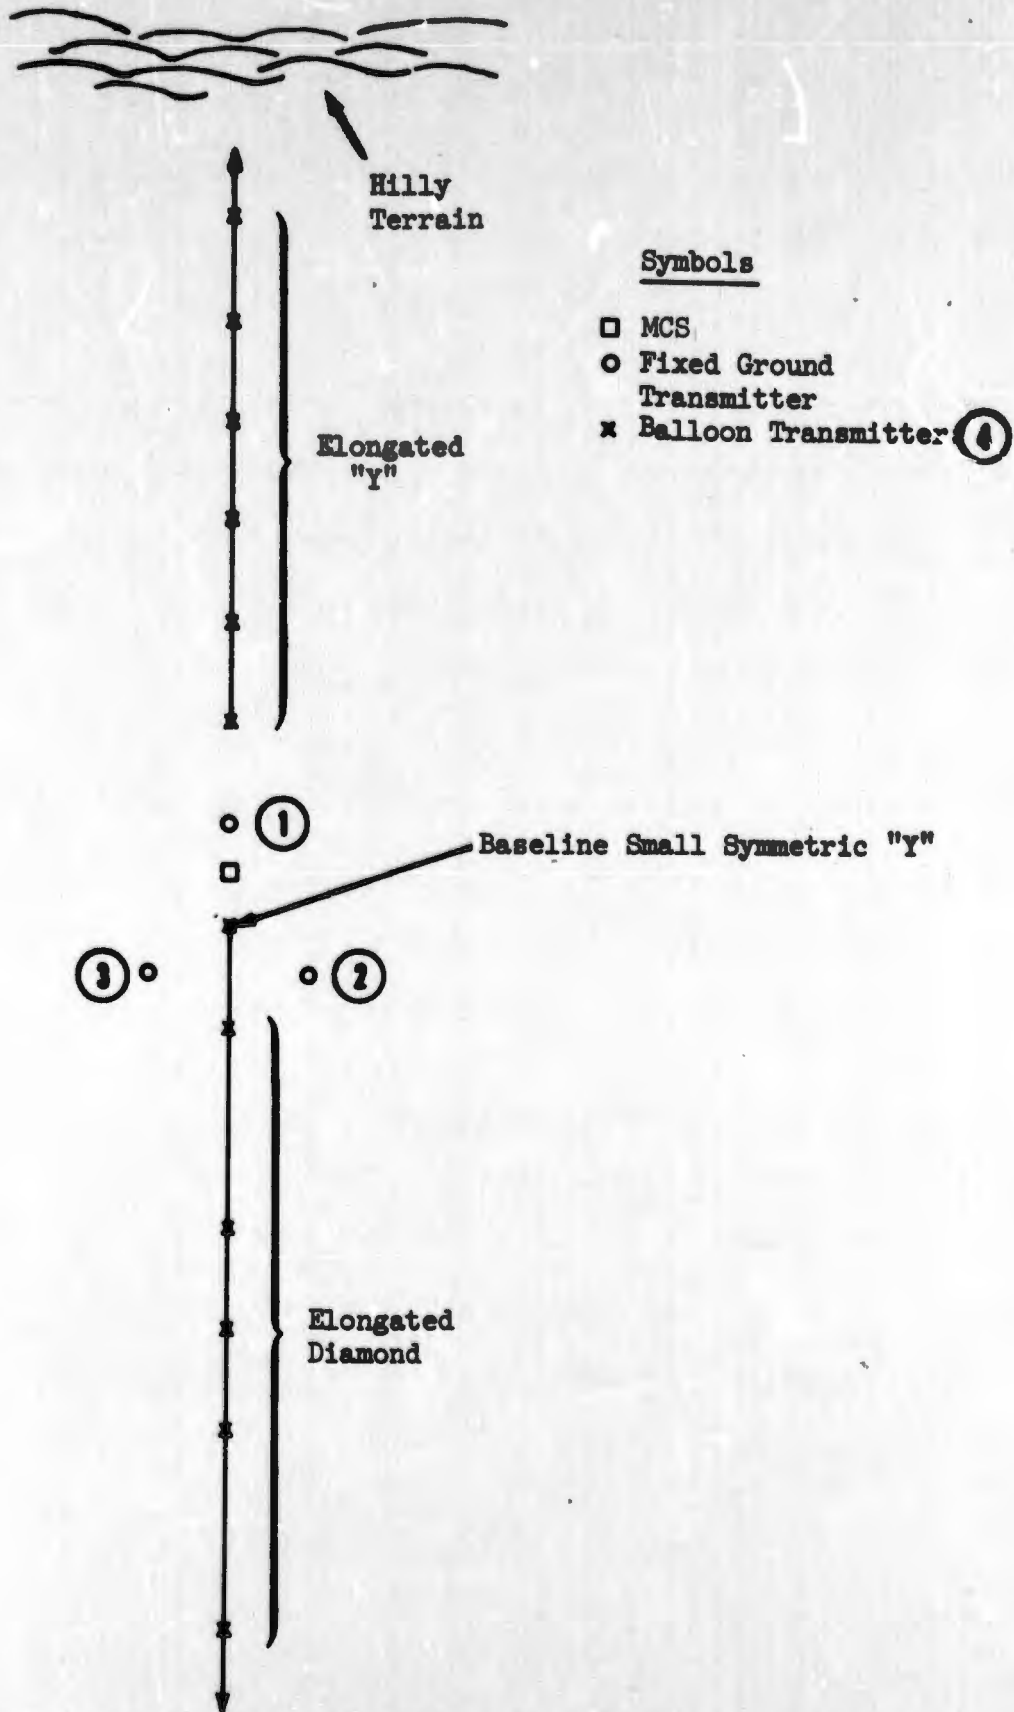 Hilly
Terrain
Symbols
MCS
Fixed Ground
Transmitter
Balloon Transmitter 4
Elongated
"Y"
1
Baseline Small Symmetric "Y"
3
2
Elongated
Diamond